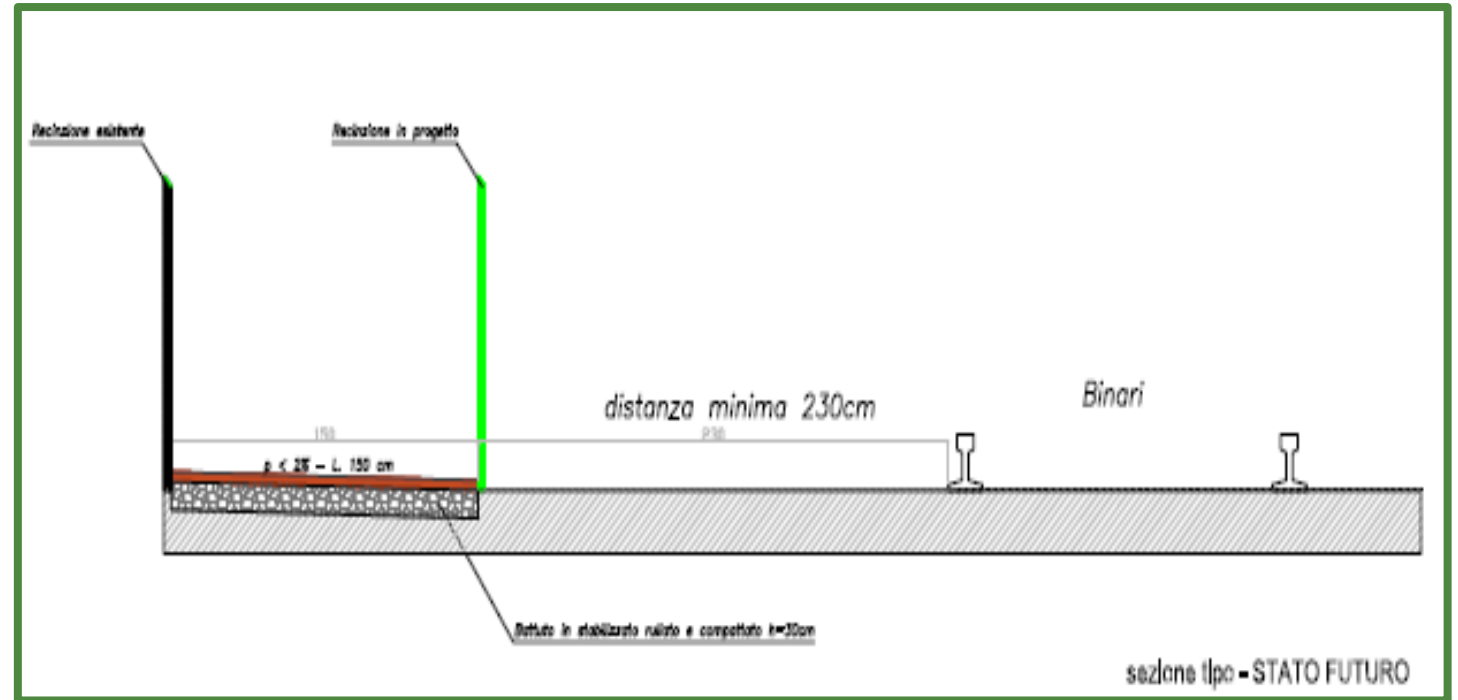 Recinzione esistente
Recinzione in progetto
distanza minima 230cm
Binari
150
230
p < 2% - L. 150 cm
Battuto in stabilizzato rullato e compattato h=30cm
sezione tipo - STATO FUTURO